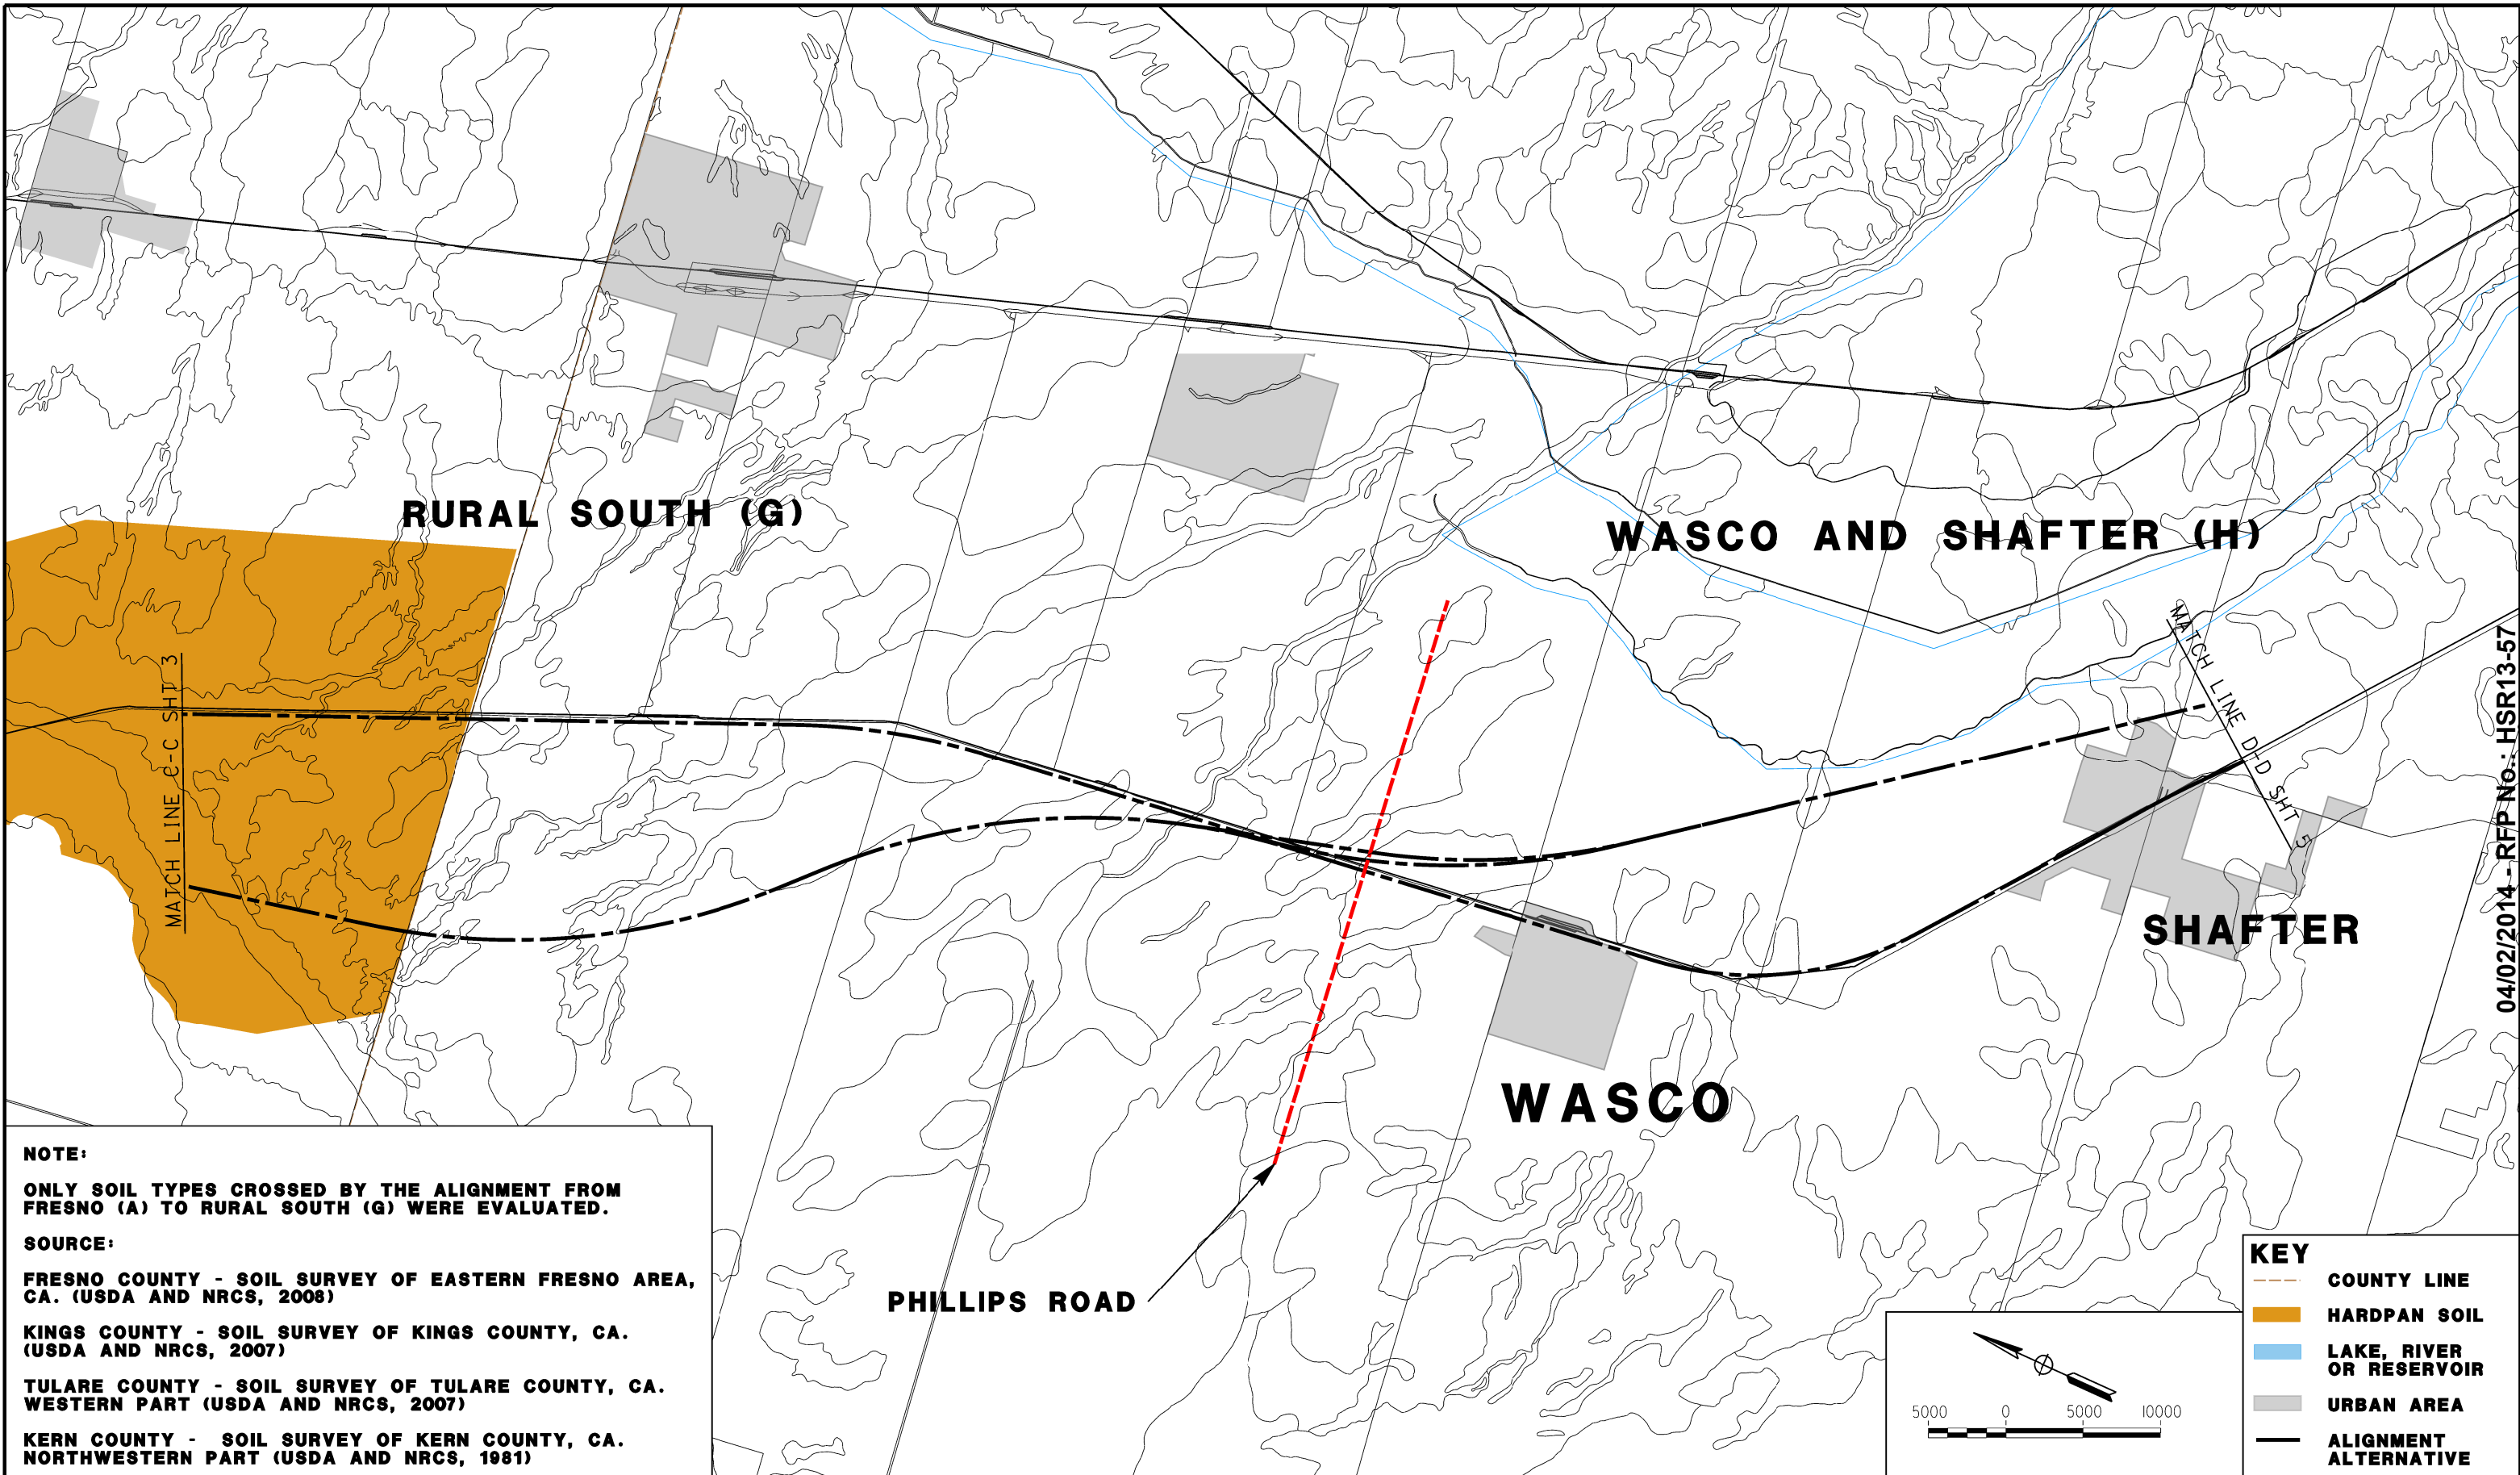 RURAL SOUTH (G)
WASCO AND SHAFTER (H)
MATCH LINE C-C SHT 3
MATCH LINE D-D SHT 5
SHAFTER
WASCO
PHILLIPS ROAD
04/02/2014 - RFP No.: HSR13-57
NOTE:
ONLY SOIL TYPES CROSSED BY THE ALIGNMENT FROM
FRESNO (A) TO RURAL SOUTH (G) WERE EVALUATED.
SOURCE:
FRESNO COUNTY - SOIL SURVEY OF EASTERN FRESNO AREA,
CA. (USDA AND NRCS, 2008)
KINGS COUNTY - SOIL SURVEY OF KINGS COUNTY, CA.
(USDA AND NRCS, 2007)
TULARE COUNTY - SOIL SURVEY OF TULARE COUNTY, CA.
WESTERN PART (USDA AND NRCS, 2007)
KERN COUNTY - SOIL SURVEY OF KERN COUNTY, CA.
NORTHWESTERN PART (USDA AND NRCS, 1981)
5000 0 5000 10000
KEY
COUNTY LINE
HARDPAN SOIL
LAKE, RIVER
OR RESERVOIR
URBAN AREA
ALIGNMENT
ALTERNATIVE